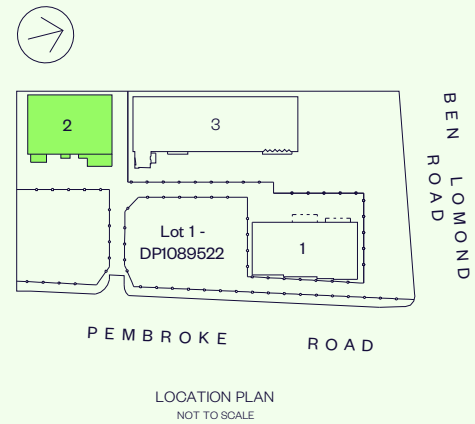 2
3
BEN LOMOND
ROAD
Lot 1 -
DP1089522
1
PEMBROKE ROAD
LOCATION PLAN
NOT TO SCALE